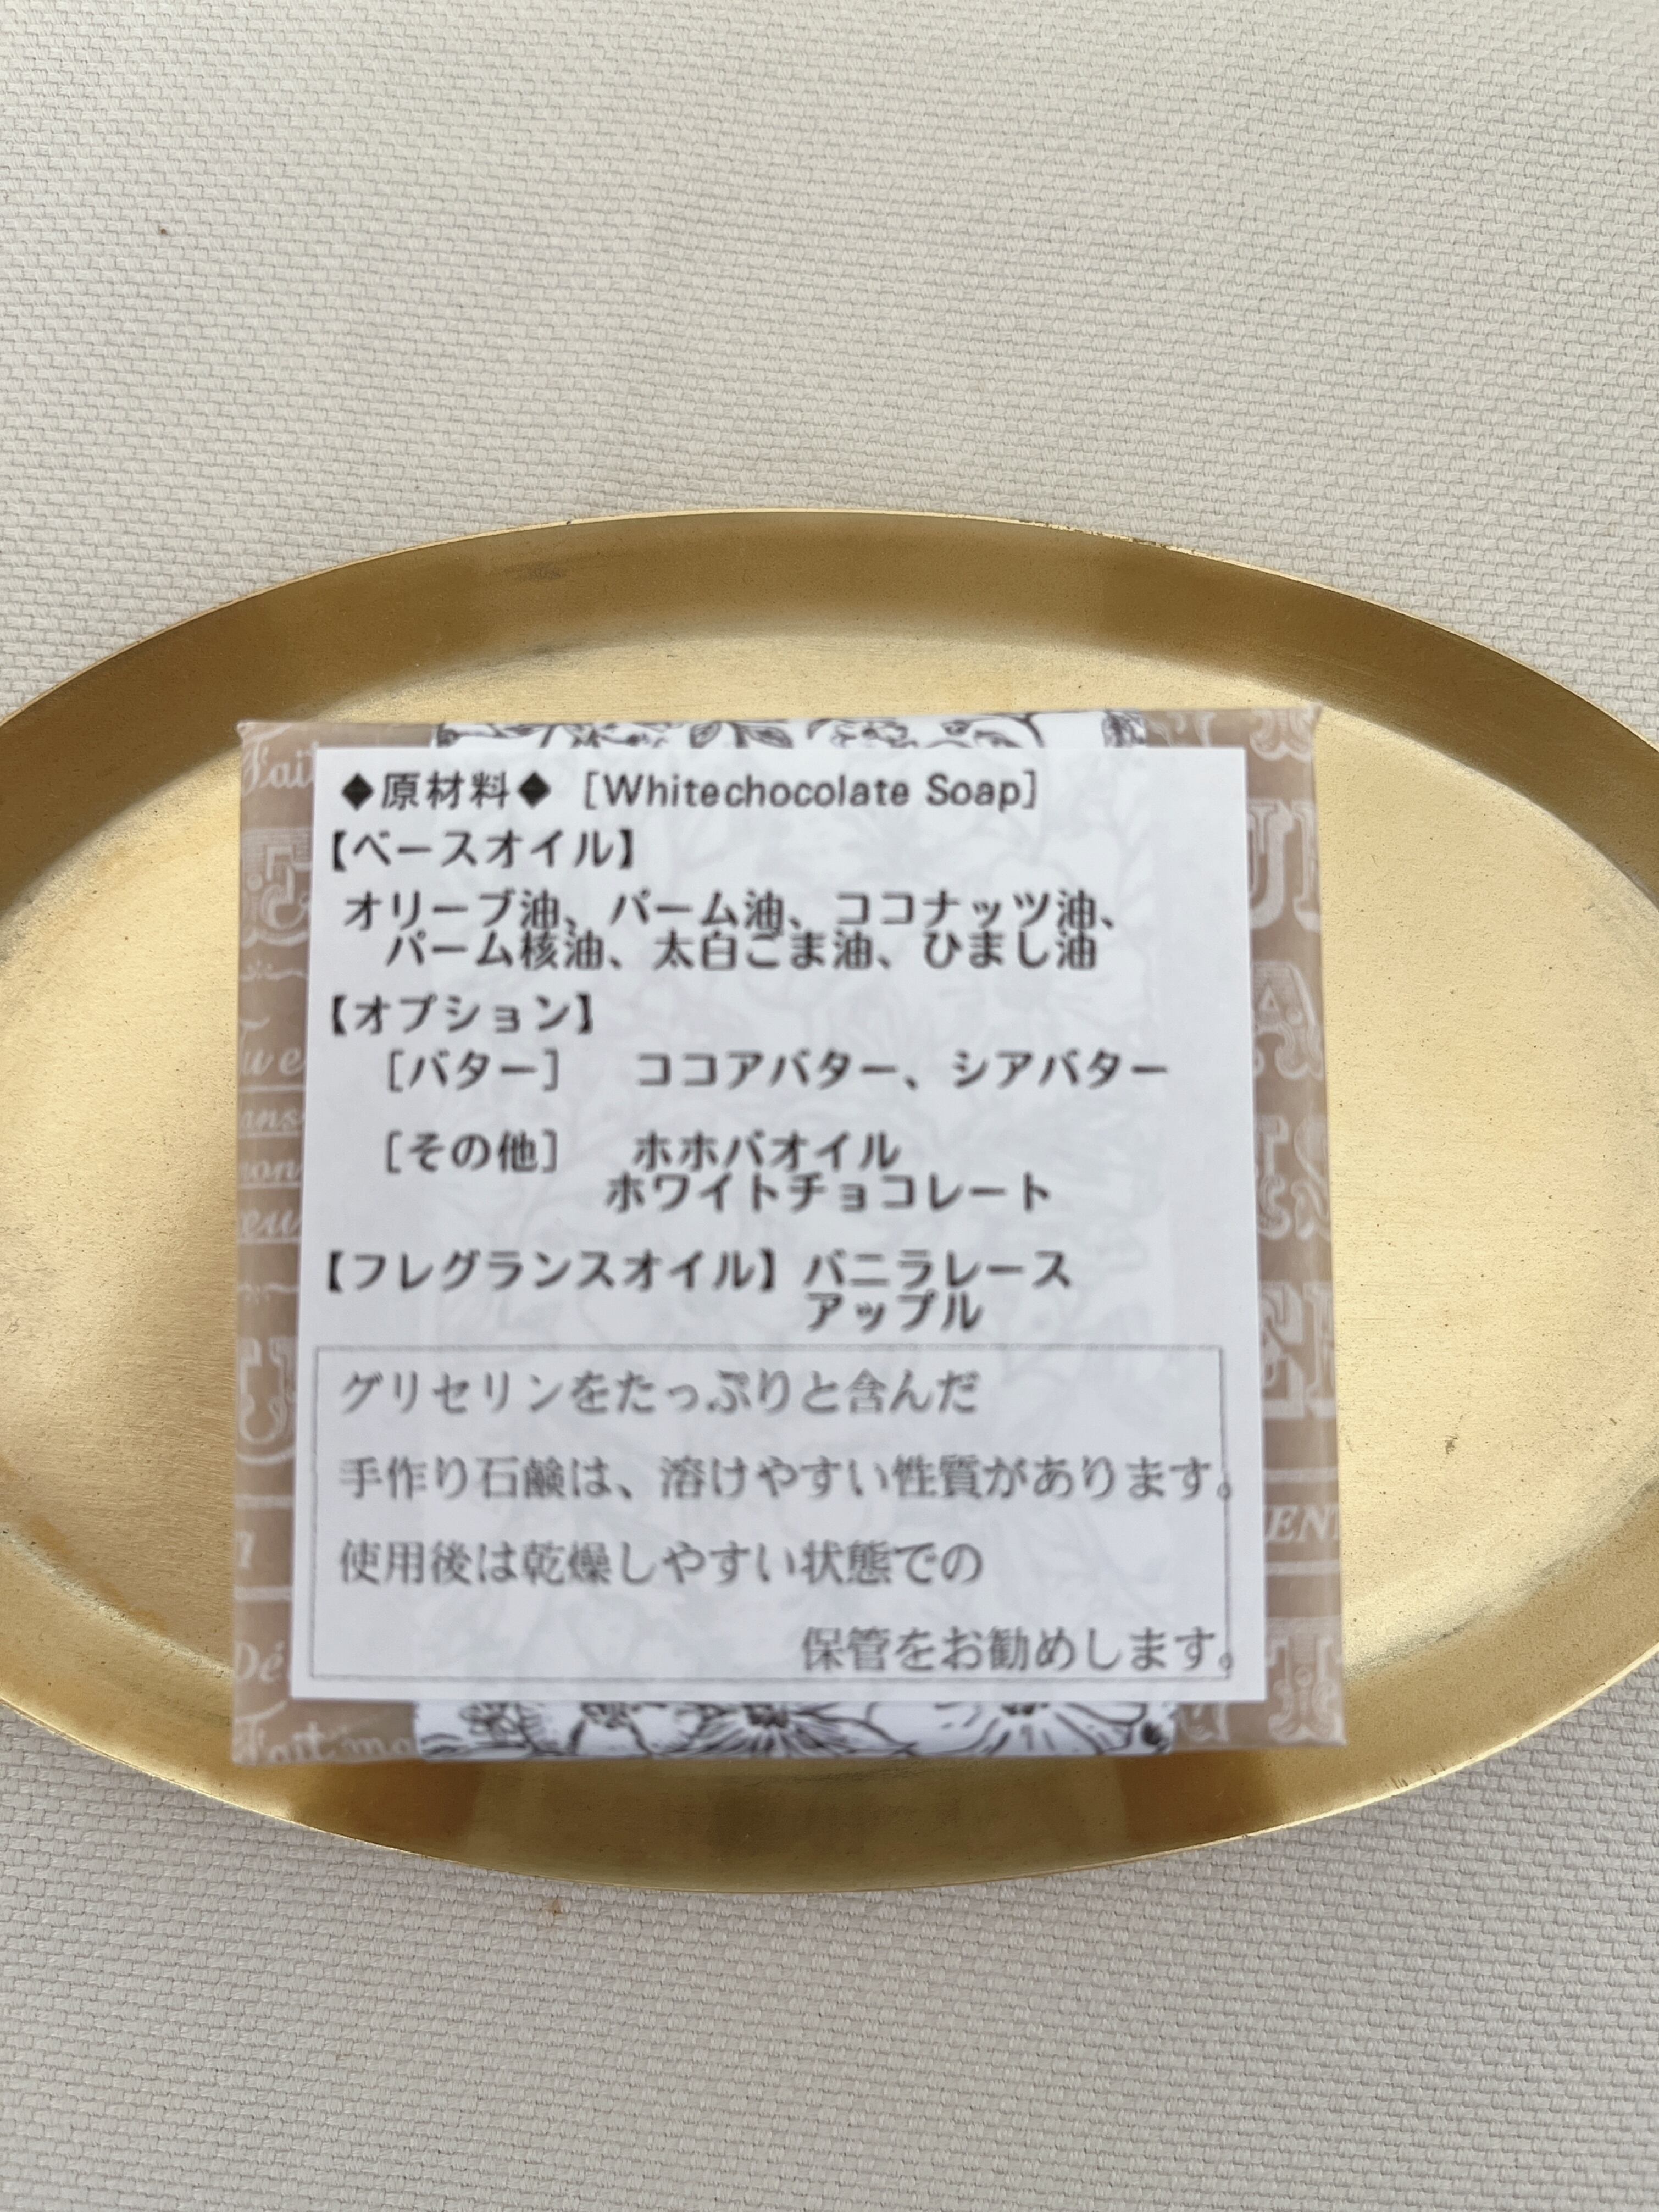 ◆原材料◆ [Whitechocolate Soap]
【ベースオイル】
オリーブ油、パーム油、ココナッツ油、
パーム核油、太白ごま油、ひまし油
【オプション】
[バター] ココアバター、シアバター
[その他] ホホバオイル
ホワイトチョコレート
【フレグランスオイル】バニラレース
アップル
グリセリンをたっぷりと含んだ
手作り石鹸は、溶けやすい性質があります。
使用後は乾燥しやすい状態での
保管をお勧めします。